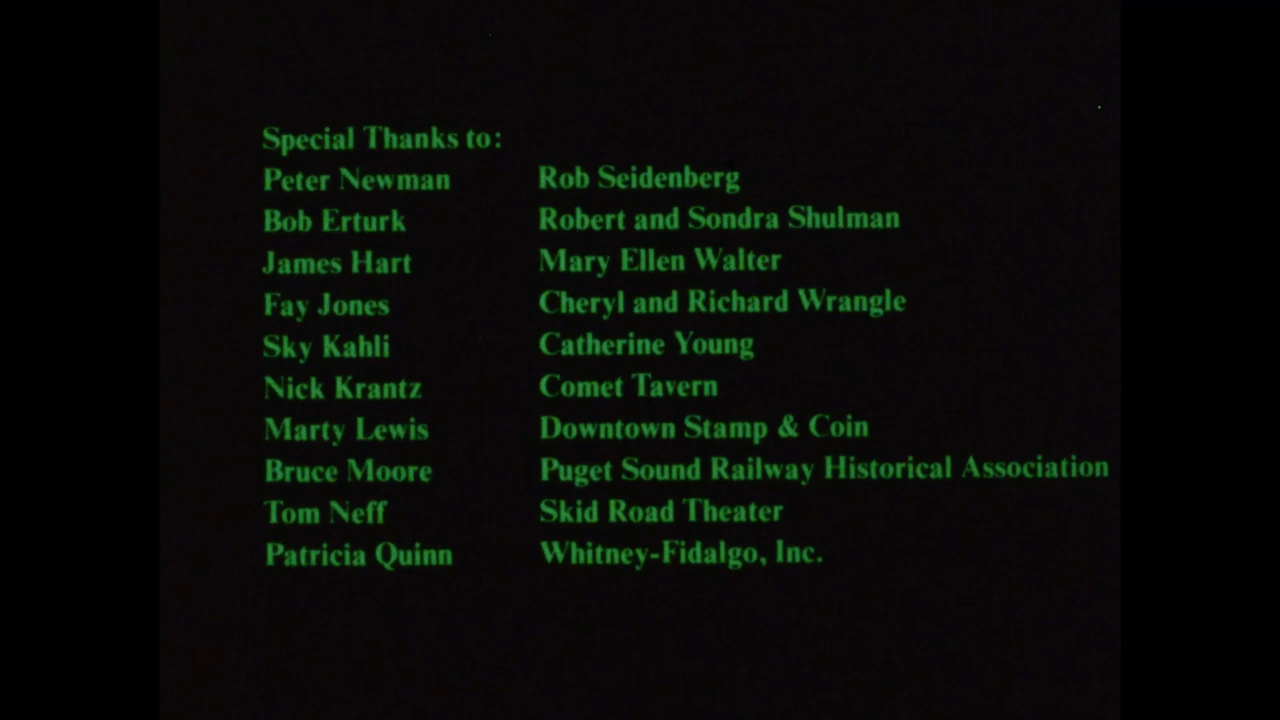 Special Thanks to:
Peter Newman
Bob Erturk
James Hart
Fay Jones
Sky Kahli
Nick Krantz
Marty Lewis
Bruce Moore
Tom Neff
Patricia Quinn
Rob Seidenberg
Robert and Sondra Shulman
Mary Ellen Walter
Cheryl and Richard Wrangle
Catherine Young
Comet Tavern
Downtown Stamp & Coin
Puget Sound Railway Historical Association
Skid Road Theater
Whitney-Fidalgo, Inc.